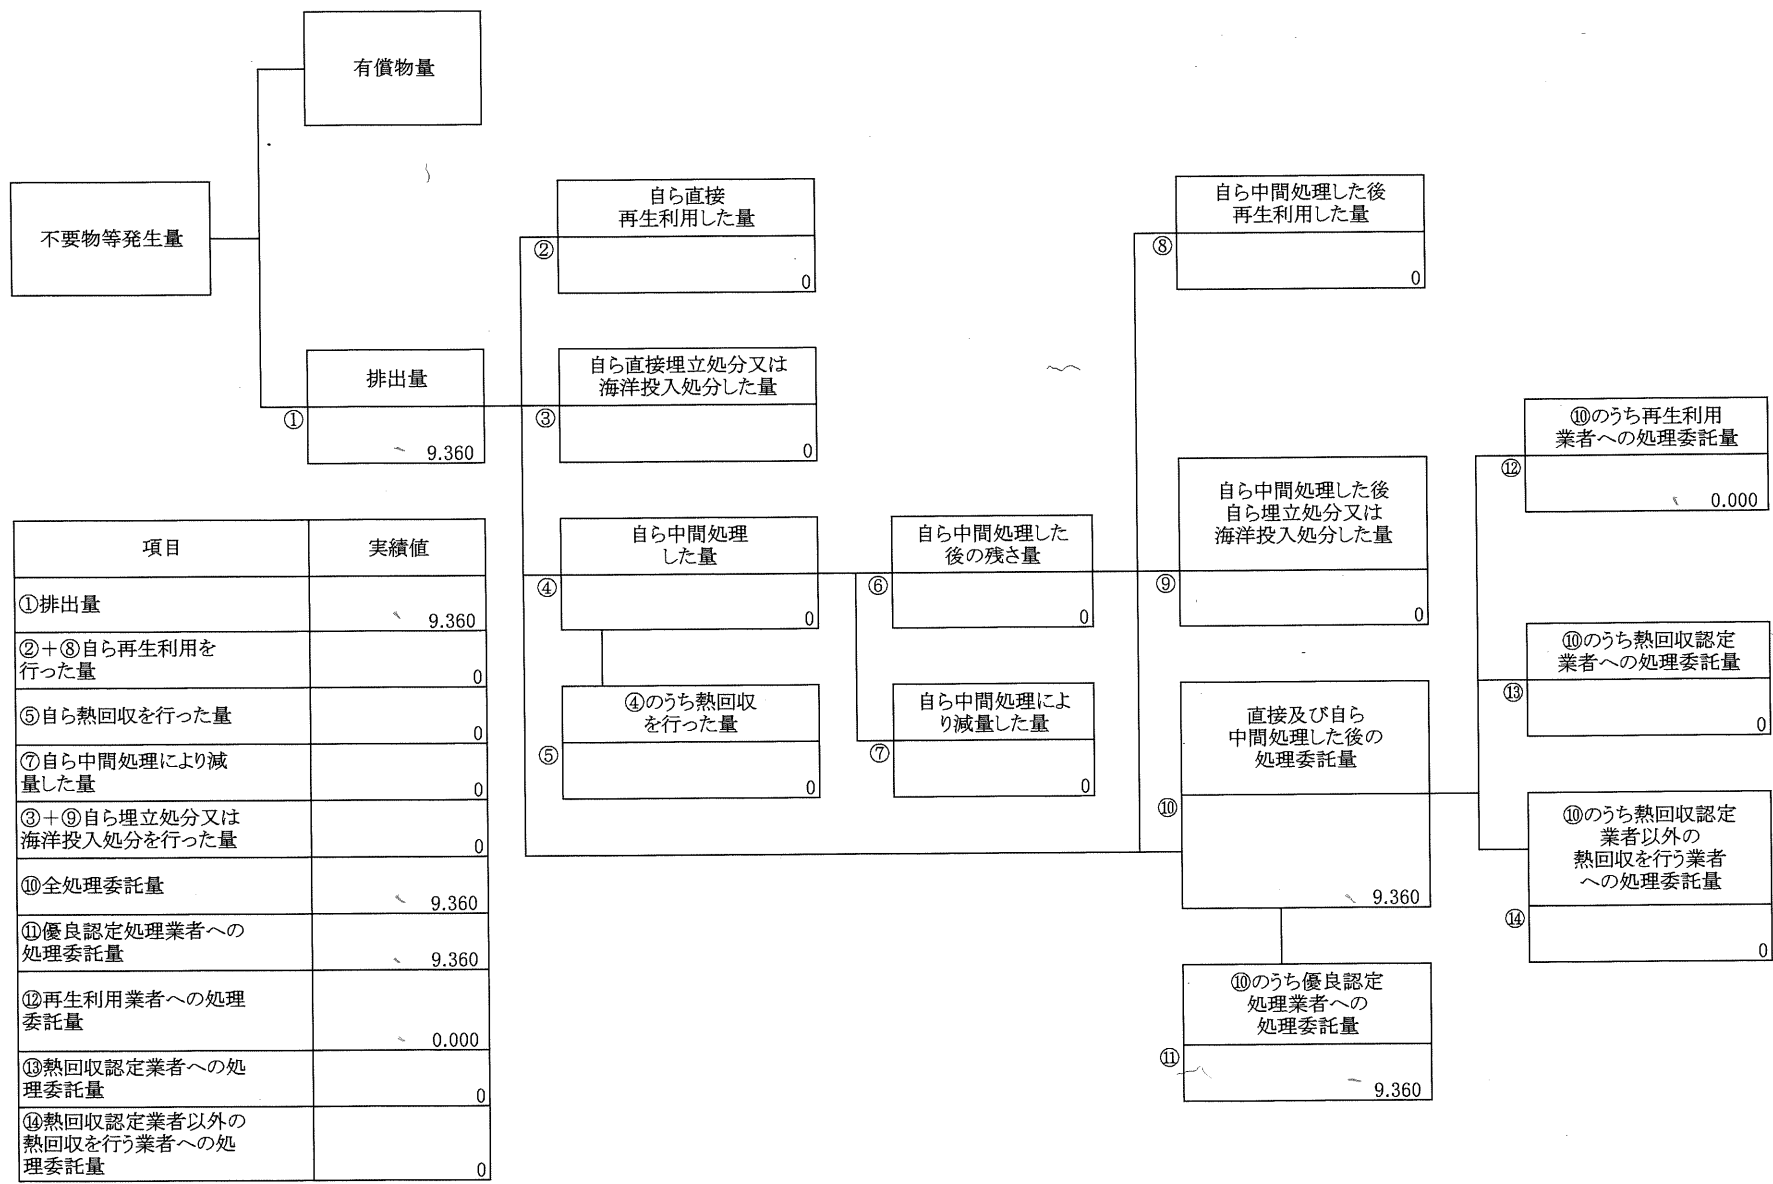 有償物量
不要物等発生量
排出量
①
9.360
自ら直接
再生利用した量
②
0
自ら直接埋立処分又は
海洋投入処分した量
③
0
自ら中間処理
した量
④
0
④のうち熱回収
を行った量
⑤
0
自ら中間処理した
後の残さ量
⑥
0
自ら中間処理によ
り減量した量
⑦
0
自ら中間処理した後
再生利用した量
⑧
0
自ら中間処理した後
自ら埋立処分又は
海洋投入処分した量
⑨
0
直接及び自ら
中間処理した後の
処理委託量
⑩
9.360
⑩のうち優良認定
処理業者への
処理委託量
⑪
9.360
⑩のうち再生利用
業者への処理委託量
⑫
0.000
⑩のうち熱回収認定
業者への処理委託量
⑬
0
⑩のうち熱回収認定
業者以外の
熱回収を行う業者
への処理委託量
⑭
0
項目 実績値
①排出量
9.360
②＋⑧自ら再生利用を
行った量
0
⑤自ら熱回収を行った量
0
⑦自ら中間処理により減
量した量
0
③＋⑨自ら埋立処分又は
海洋投入処分を行った量
0
⑩全処理委託量
9.360
⑪優良認定処理業者への
処理委託量
9.360
⑫再生利用業者への処理
委託量
0.000
⑬熱回収認定業者への処
理委託量
0
⑭熱回収認定業者以外の
熱回収を行う業者への処
理委託量
0